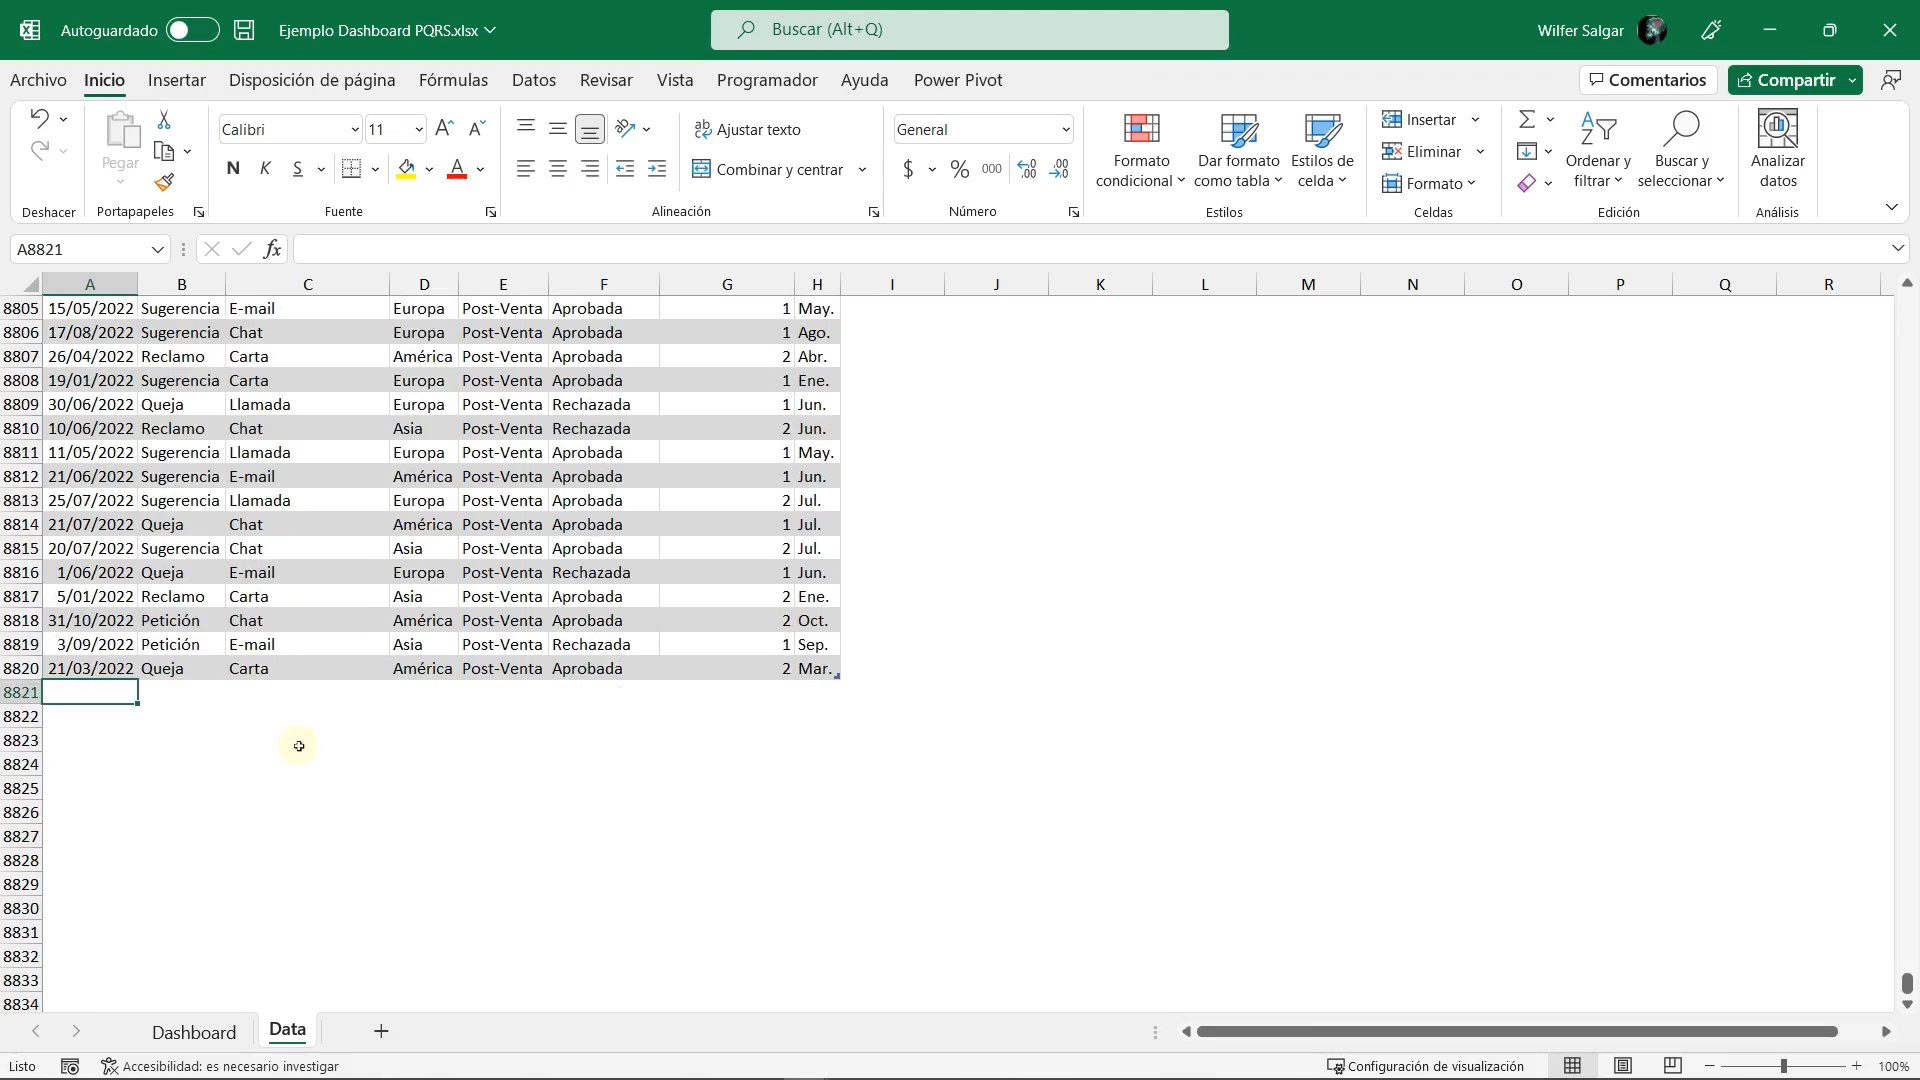 Autoguardado Ejemplo Dashboard PQRS.xlsx Buscar (Alt+Q) Wilfer Salgar
Archivo Inicio Insertar Disposición de página Fórmulas Datos Revisar Vista Programador Ayuda Power Pivot Comentarios Compartir
Calibri 11 Ajustar texto General Insertar
Pegar Formato condicional Dar formato como tabla Estilos de celda Eliminar Ordenar y filtrar Buscar y seleccionar Analizar datos
N K S A Combinar y centrar $ % 000 Formato
Deshacer Portapapeles Fuente Alineación Número Estilos Celdas Edición Análisis
A8821 fx
A B C D E F G H I J K L M N O P Q R
8805 15/05/2022 Sugerencia E-mail Europa Post-Venta Aprobada 1 May.
8806 17/08/2022 Sugerencia Chat Europa Post-Venta Aprobada 1 Ago.
8807 26/04/2022 Reclamo Carta América Post-Venta Aprobada 2 Abr.
8808 19/01/2022 Sugerencia Carta Europa Post-Venta Aprobada 1 Ene.
8809 30/06/2022 Queja Llamada Europa Post-Venta Rechazada 1 Jun.
8810 10/06/2022 Reclamo Chat Asia Post-Venta Rechazada 2 Jun.
8811 11/05/2022 Sugerencia Llamada Europa Post-Venta Aprobada 1 May.
8812 21/06/2022 Sugerencia E-mail América Post-Venta Aprobada 1 Jun.
8813 25/07/2022 Sugerencia Llamada Europa Post-Venta Aprobada 2 Jul.
8814 21/07/2022 Queja Chat América Post-Venta Aprobada 1 Jul.
8815 20/07/2022 Sugerencia Chat Asia Post-Venta Aprobada 2 Jul.
8816 1/06/2022 Queja E-mail Europa Post-Venta Rechazada 1 Jun.
8817 5/01/2022 Reclamo Carta Asia Post-Venta Aprobada 2 Ene.
8818 31/10/2022 Petición Chat América Post-Venta Aprobada 2 Oct.
8819 3/09/2022 Petición E-mail Asia Post-Venta Rechazada 1 Sep.
8820 21/03/2022 Queja Carta América Post-Venta Aprobada 2 Mar.
8821
8822
8823
8824
8825
8826
8827
8828
8829
8830
8831
8832
8833
8834
Dashboard Data
Listo Accesibilidad: es necesario investigar Configuración de visualización 100%